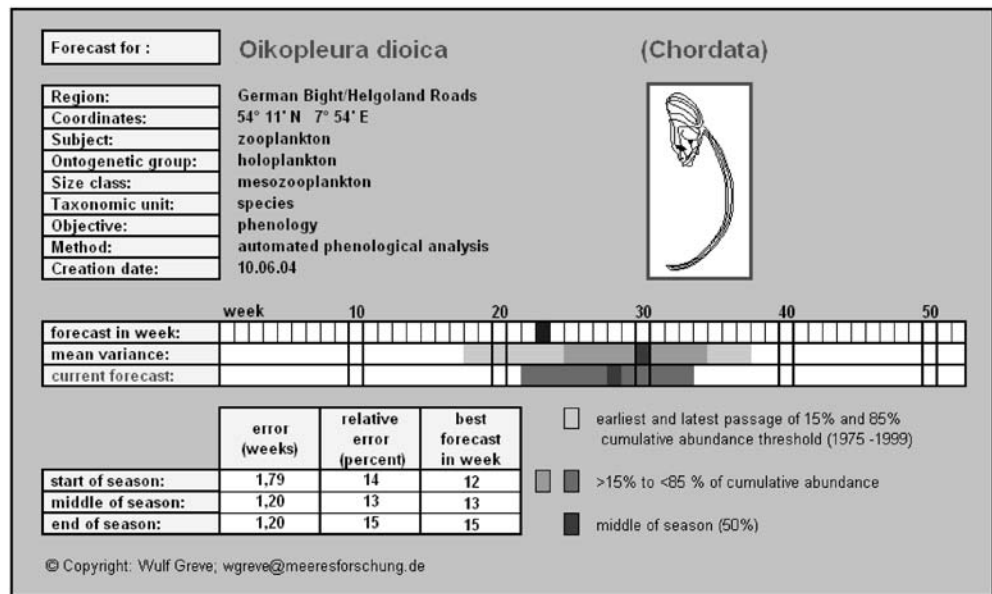 Forecast for :
Oikopleura dioica (Chordata)
Region: German Bight/Helgoland Roads
Coordinates: 54° 11' N 7° 54' E
Subject: zooplankton
Ontogenetic group: holoplankton
Size class: mesozooplankton
Taxonomic unit: species
Objective: phenology
Method: automated phenological analysis
Creation date: 10.06.04
week 10 20 30 40 50
forecast in week:
mean variance:
current forecast:
error (weeks) relative error (percent) best forecast in week
start of season: 1,79 14 12
middle of season: 1,20 13 13
end of season: 1,20 15 15
earliest and latest passage of 15% and 85%
cumulative abundance threshold (1975 -1999)
>15% to <85 % of cumulative abundance
middle of season (50%)
© Copyright: Wulf Greve; wgreve@meeresforschung.de